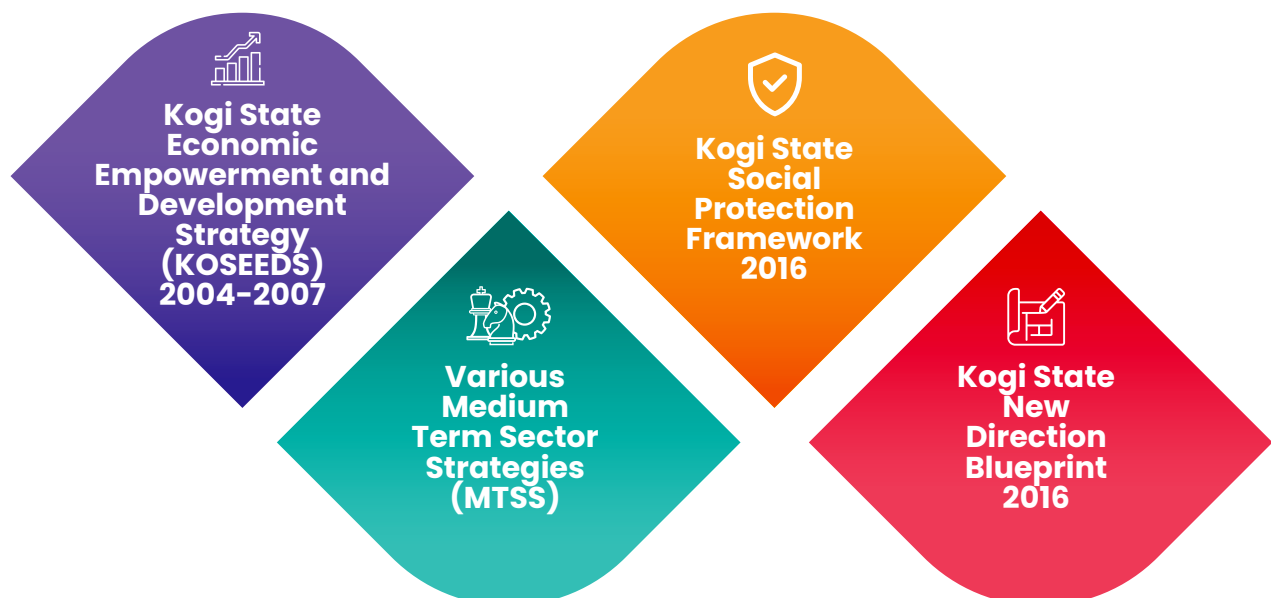 Kogi State
Economic
Empowerment and
Development
Strategy
(KOSEEDS)
2004-2007
Various
Medium
Term Sector
Strategies
(MTSS)
Kogi State
Social
Protection
Framework
2016
Kogi State
New
Direction
Blueprint
2016